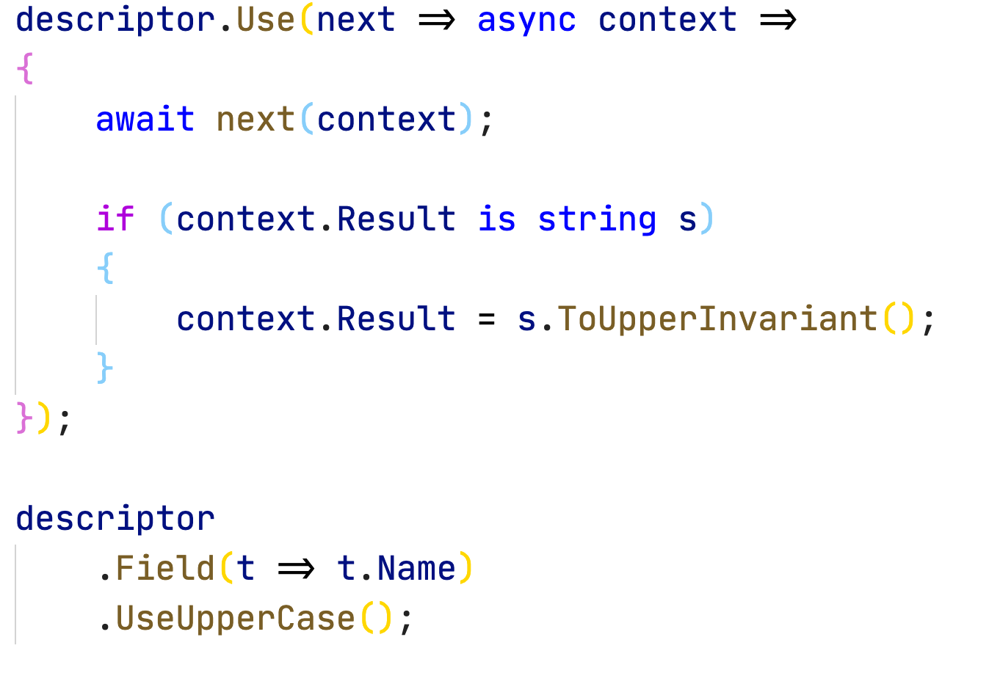 descriptor.Use(next => async context =>
{
    await next(context);

    if (context.Result is string s)
    {
        context.Result = s.ToUpperInvariant();
    }
});

descriptor
    .Field(t => t.Name)
    .UseUpperCase();